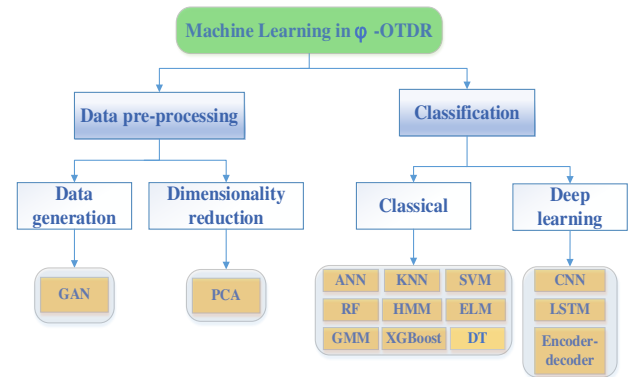 Machine Learning in φ -OTDR
Data pre-processing
Classification
Data
generation
Dimensionality
reduction
Classical
Deep
learning
GAN
PCA
ANN KNN SVM
RF HMM ELM
GMM XGBoost DT
CNN
LSTM
Encoder-
decoder